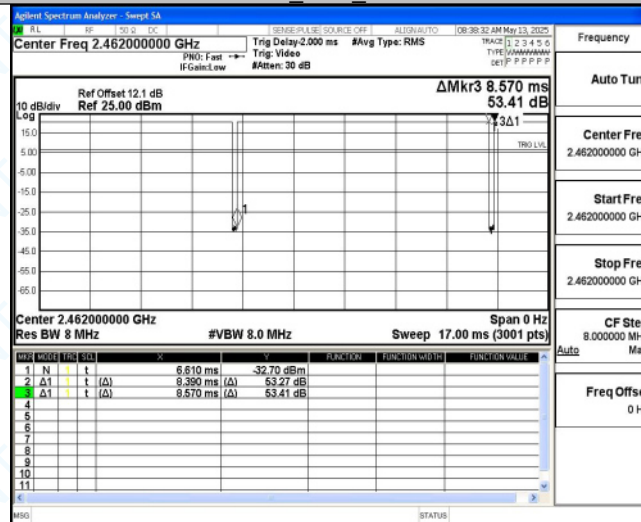 Agilent Spectrum Analyzer - Swept SA
RL RF 50 Ω DC SENSE:PULSE SOURCE OFF ALIGNAUTO 08:38:32 AM May 13, 2025
Center Freq 2.462000000 GHz
PNO: Fast
IFGain:Low
Trig Delay-2.000 ms
Trig: Video
#Atten: 30 dB
#Avg Type: RMS
TRACE 1 2 3 4 5 6
TYPE
DET P P P P P P
Ref Offset 12.1 dB
10 dB/div Ref 25.00 dBm
Log
ΔMkr3 8.570 ms
53.41 dB
15.0
5.00
-5.00
-15.0
-25.0
-35.0
-45.0
-55.0
-65.0
3Δ1
TRIG LVL
1
Center 2.462000000 GHz Span 0 Hz
Res BW 8 MHz #VBW 8.0 MHz Sweep 17.00 ms (3001 pts)
MKR MODE TRC SCL X Y FUNCTION FUNCTION WIDTH FUNCTION VALUE
1 N 1 t 6.610 ms -32.70 dBm
2 Δ1 1 t (Δ) 8.390 ms (Δ) 53.27 dB
3 Δ1 1 t (Δ) 8.570 ms (Δ) 53.41 dB
4
5
6
7
8
9
10
11
MSG STATUS
Frequency
Auto Tun
Center Fre
2.462000000 GH
Start Fre
2.462000000 GH
Stop Fre
2.462000000 GH
CF Ste
8.000000 MH
Auto Ma
Freq Offse
0 H